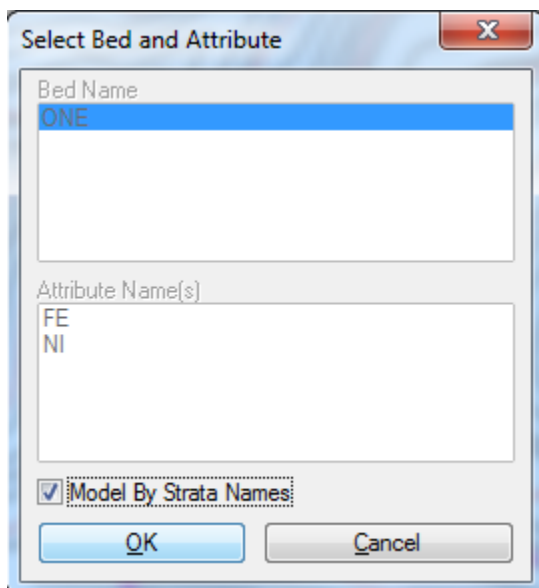 Select Bed and Attribute
Bed Name
ONE
Attribute Name(s)
FE
NI
Model By Strata Names
OK
Cancel